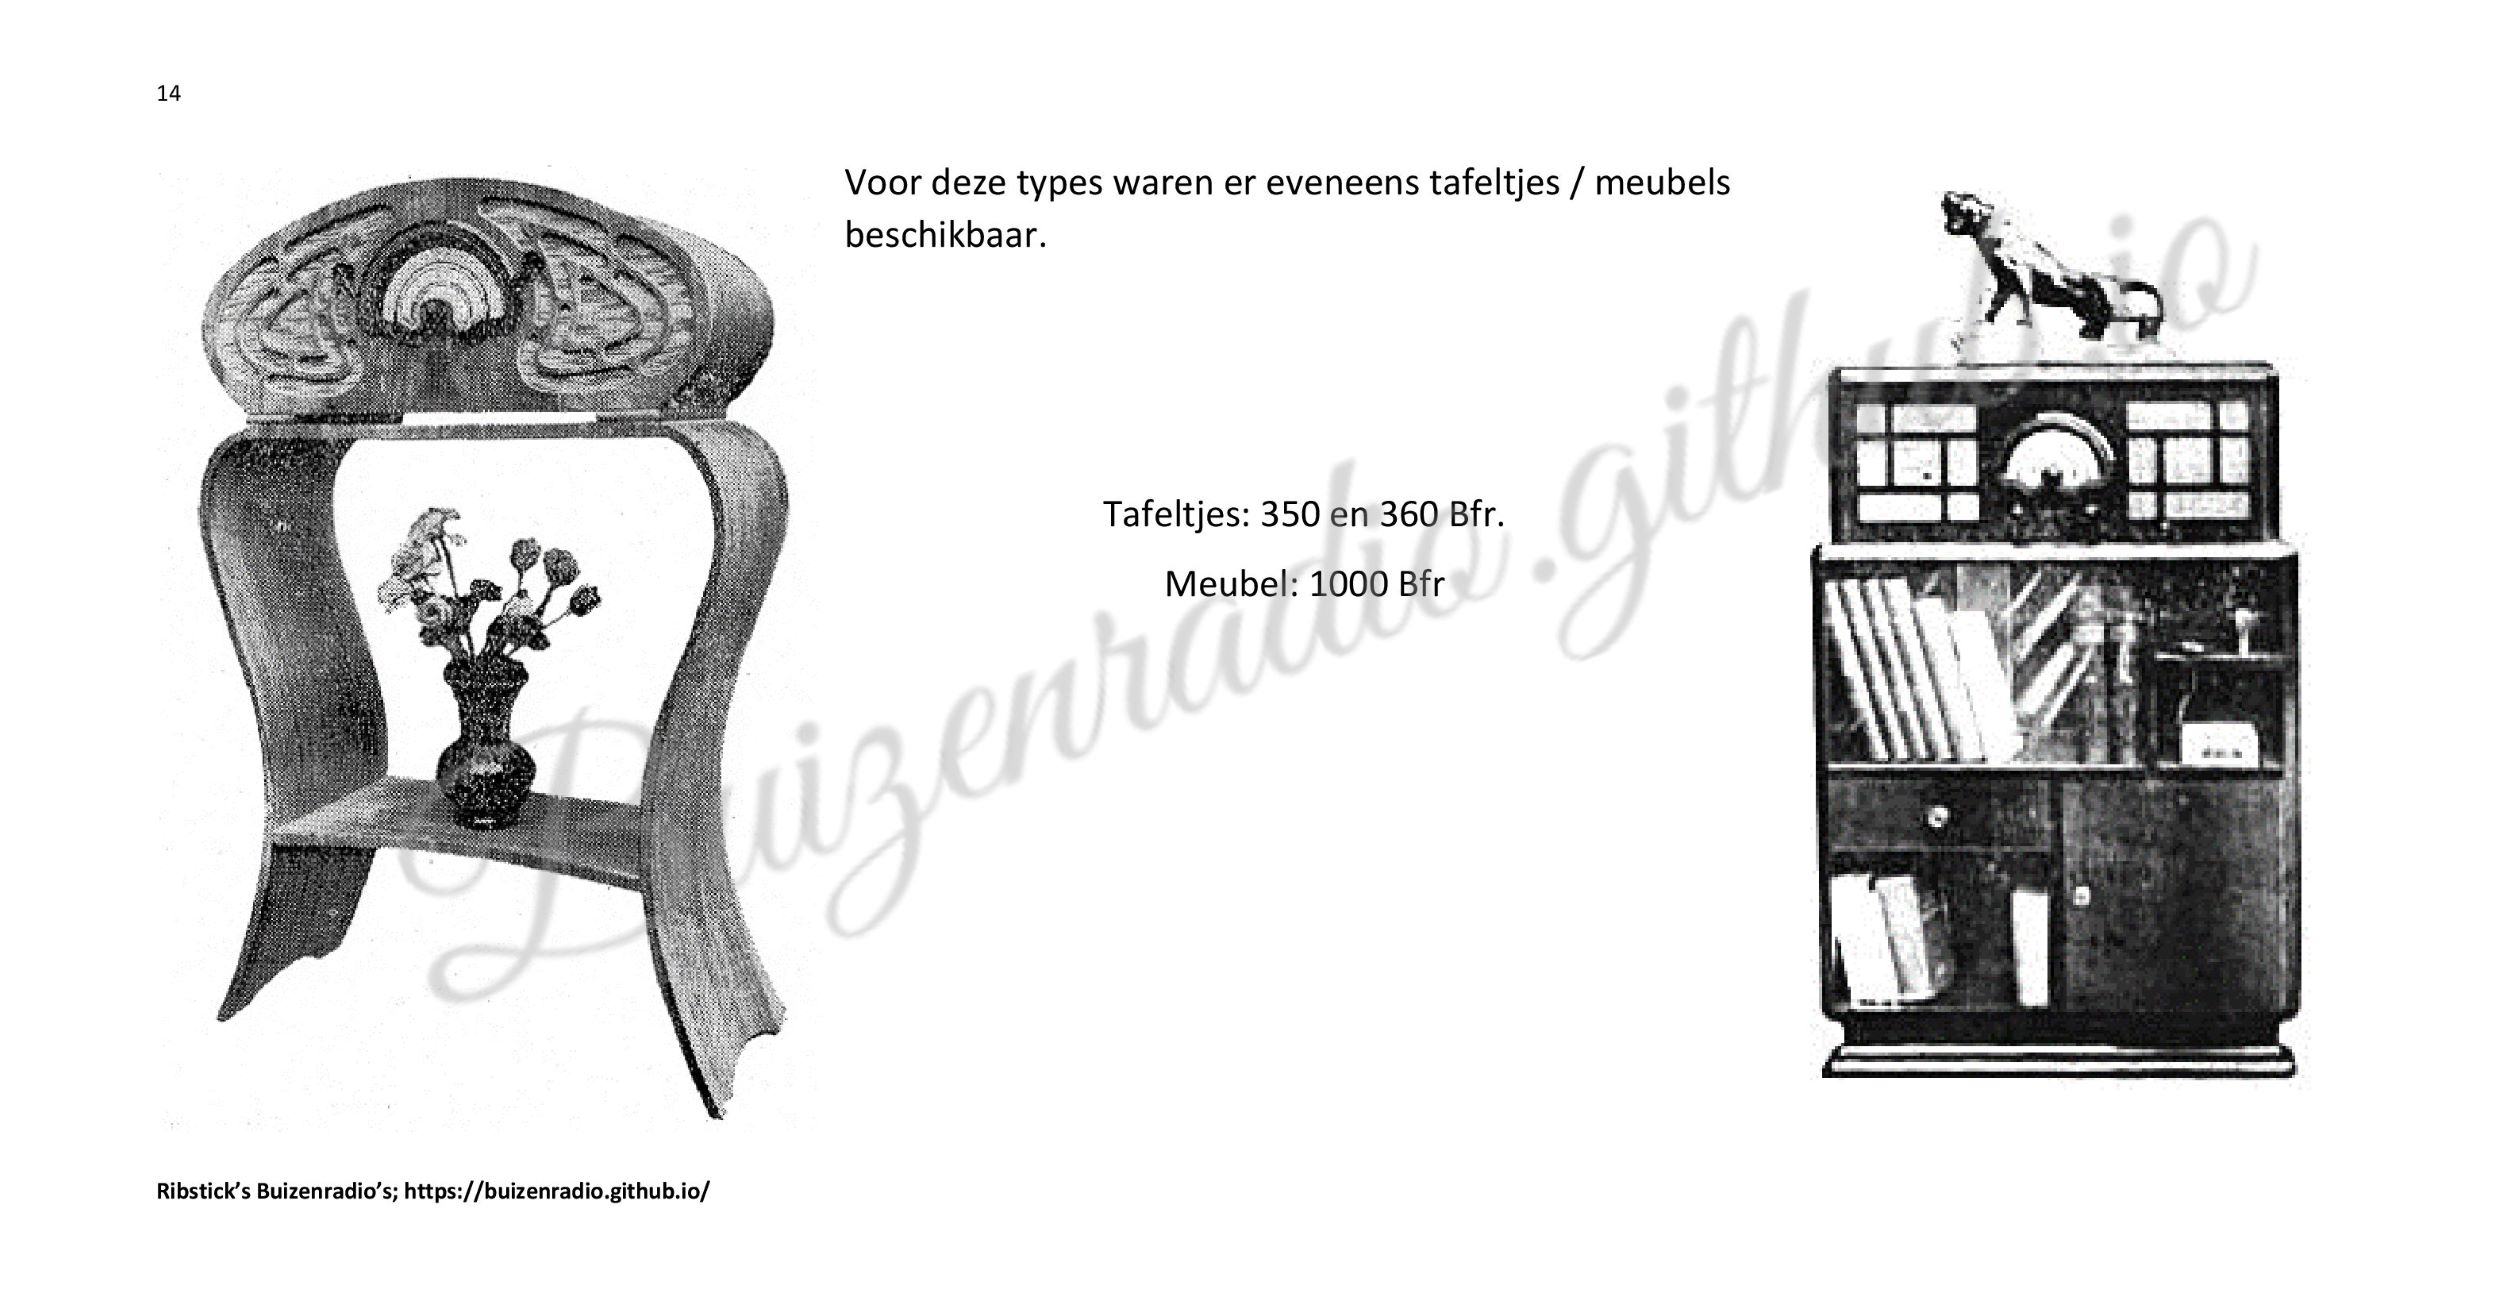 14
Voor deze types waren er eveneens tafeltjes / meubels
beschikbaar.
Tafeltjes: 350 en 360 Bfr.
Meubel: 1000 Bfr
Buizenradio.github.io
Ribstick’s Buizenradio’s; https://buizenradio.github.io/